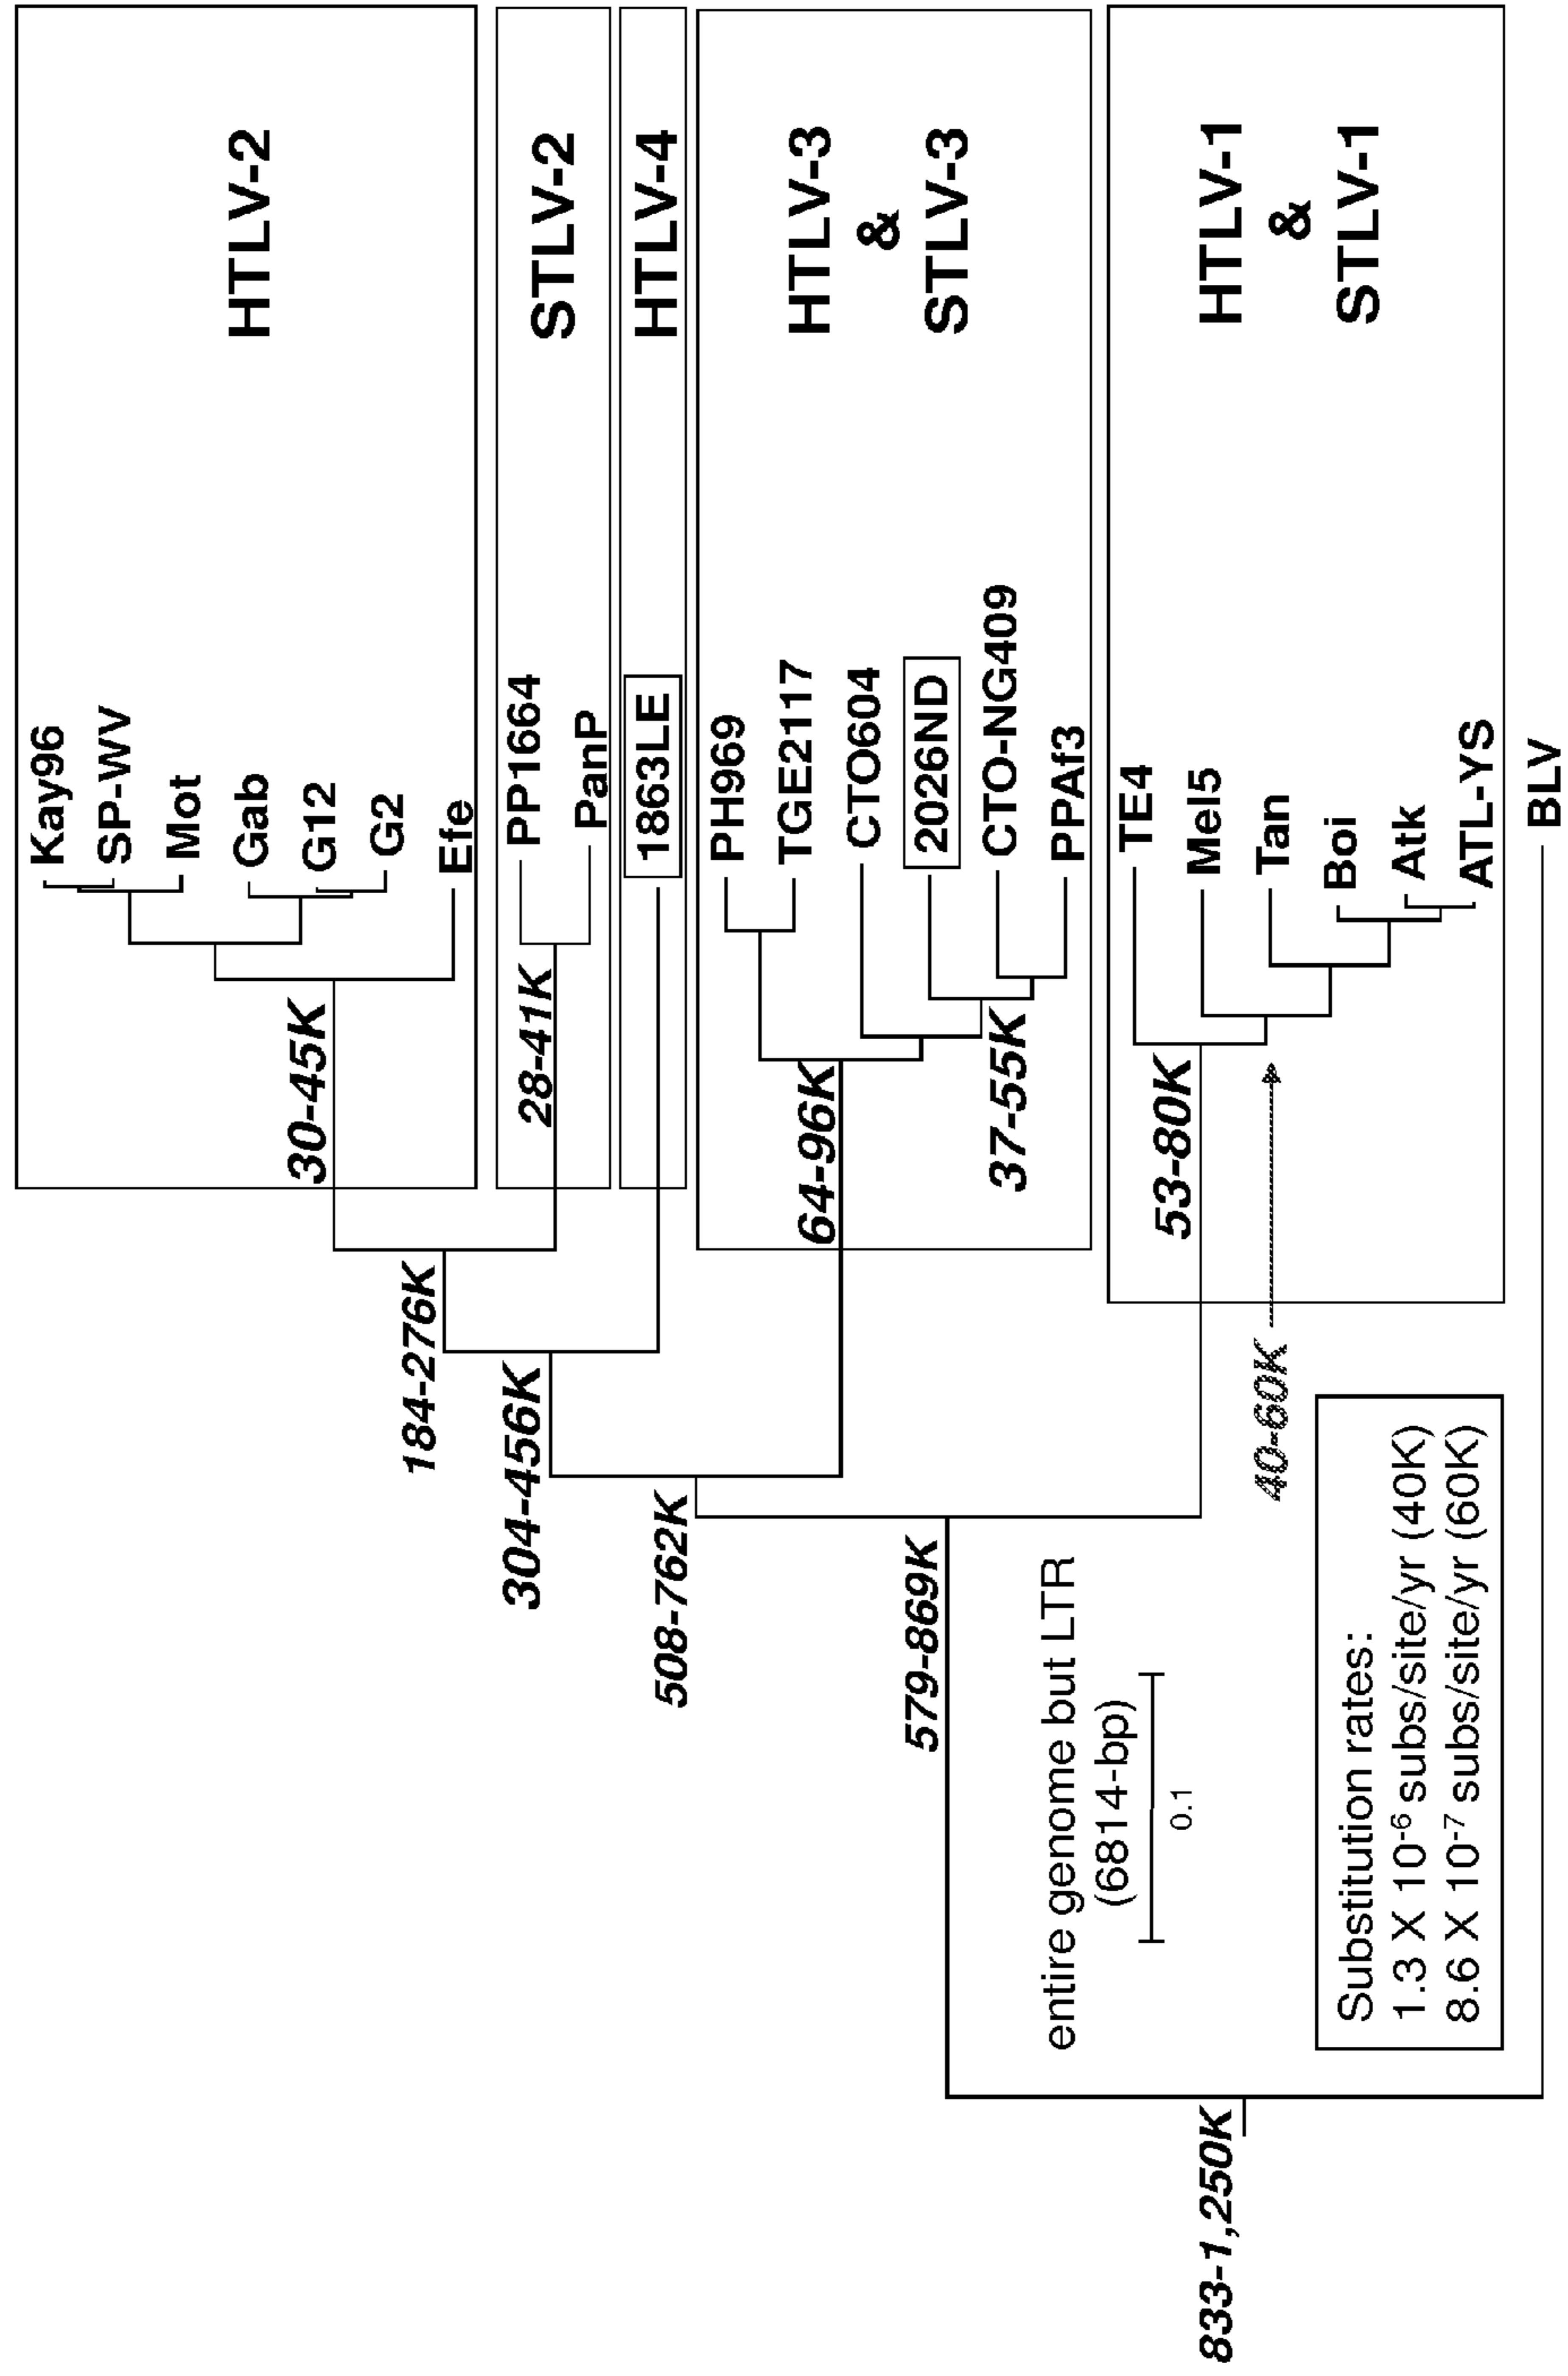 Kay96
SP-WV
Mot
Gab
G12
G2
Efe
30-45K
HTLV-2
PP1664
PanP
28-41K
STLV-2
184-276K
1863LE
HTLV-4
304-456K
PH969
TGE2117
CTO604
2026ND
CTO-NG409
PPAf3
64-96K
37-55K
HTLV-3
&
STLV-3
508-762K
TE4
Mel5
Tan
Boi
Atk
ATL-YS
53-80K
40-60K
HTLV-1
&
STLV-1
579-869K
BLV
833-1,250K
entire genome but LTR
(6814-bp)
0.1
Substitution rates:
1.3 X 10⁻⁶ subs/site/yr (40K)
8.6 X 10⁻⁷ subs/site/yr (60K)